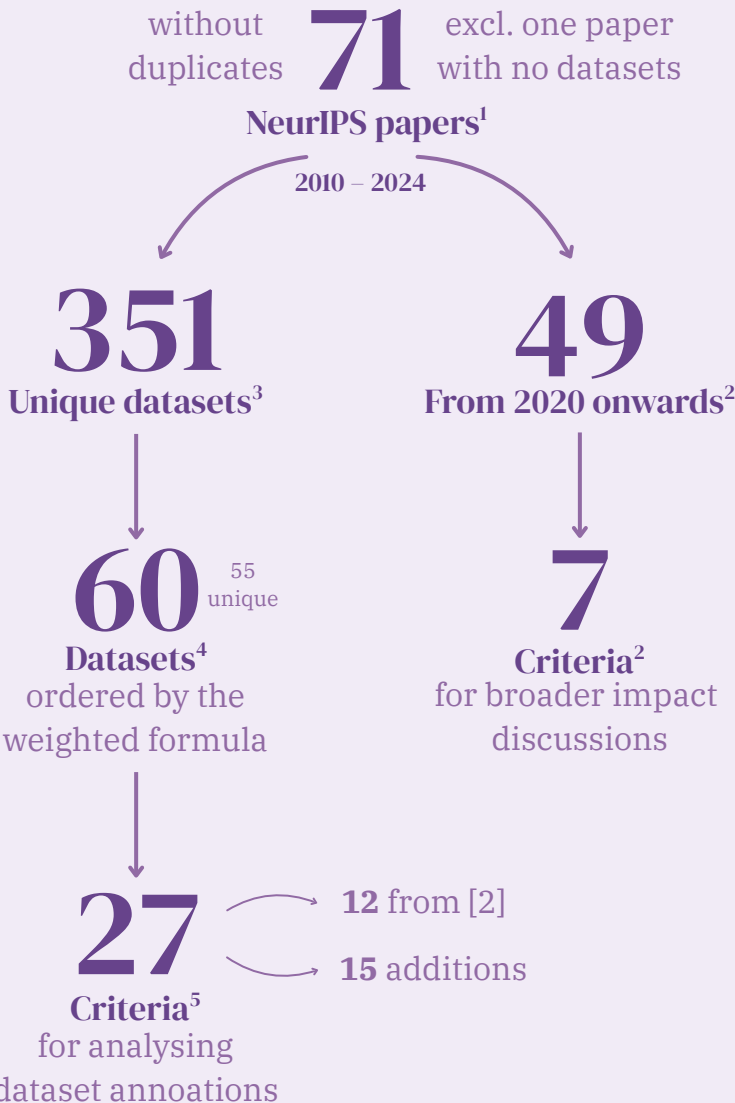 without
duplicates
71
excl. one paper
with no datasets
NeurIPS papers¹
2010 – 2024
351
Unique datasets³
49
From 2020 onwards²
60
55
unique
Datasets⁴
ordered by the
weighted formula
7
Criteria²
for broader impact
discussions
27
12 from [2]
15 additions
Criteria⁵
for analysing
dataset annoations